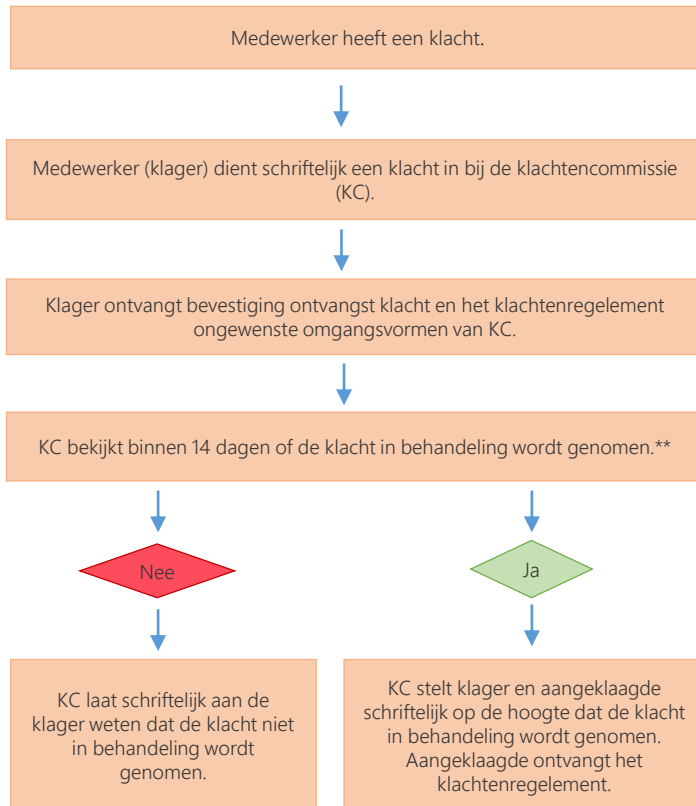 Medewerker heeft een klacht.
Medewerker (klager) dient schriftelijk een klacht in bij de klachtencommissie
(KC).
Klager ontvangt bevestiging ontvangst klacht en het klachtenregelement
ongewenste omgangsvormen van KC.
KC bekijkt binnen 14 dagen of de klacht in behandeling wordt genomen.**
Nee
Ja
KC laat schriftelijk aan de
klager weten dat de klacht niet
in behandeling wordt
genomen.
KC stelt klager en aangeklaagde
schriftelijk op de hoogte dat de klacht
in behandeling wordt genomen.
Aangeklaagde ontvangt het
klachtenregelement.